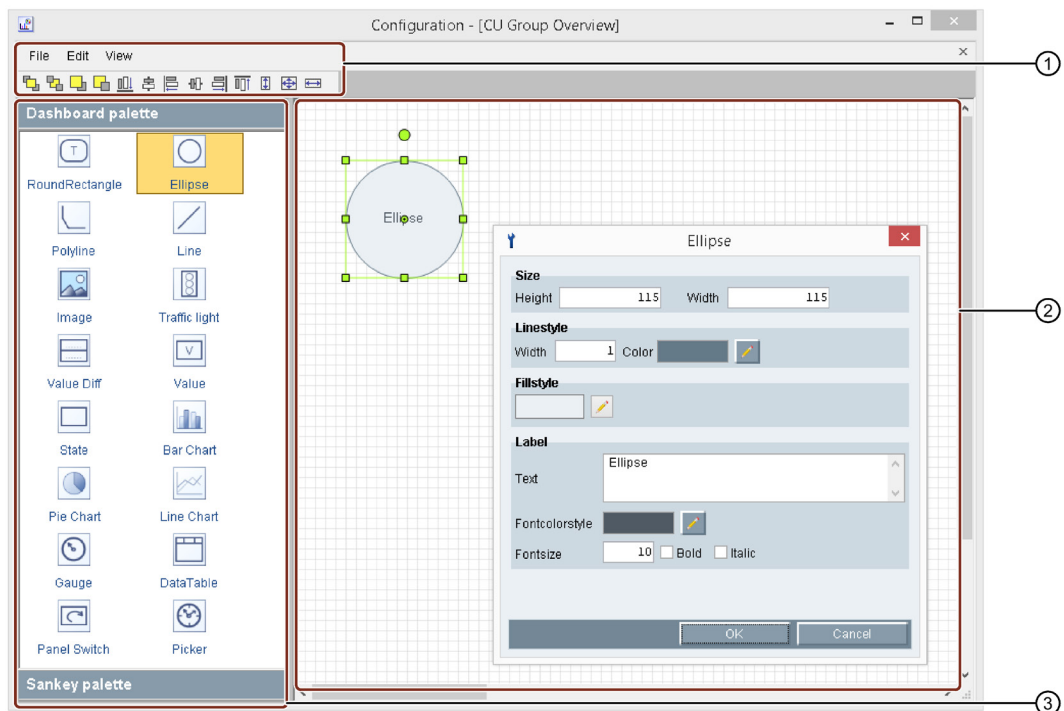 Configuration - [CU Group Overview]
File Edit View
1
Dashboard palette
RoundRectangle Ellipse
Polyline Line
Image Traffic light
Value Diff Value
State Bar Chart
Pie Chart Line Chart
Gauge DataTable
Panel Switch Picker
Sankey palette
Ellipse
Ellipse
Size
Height 115 Width 115
Linestyle
Width 1 Color
Fillstyle
Label
Text Ellipse
Fontcolorstyle
Fontsize 10 Bold Italic
OK Cancel
2
3
T
V